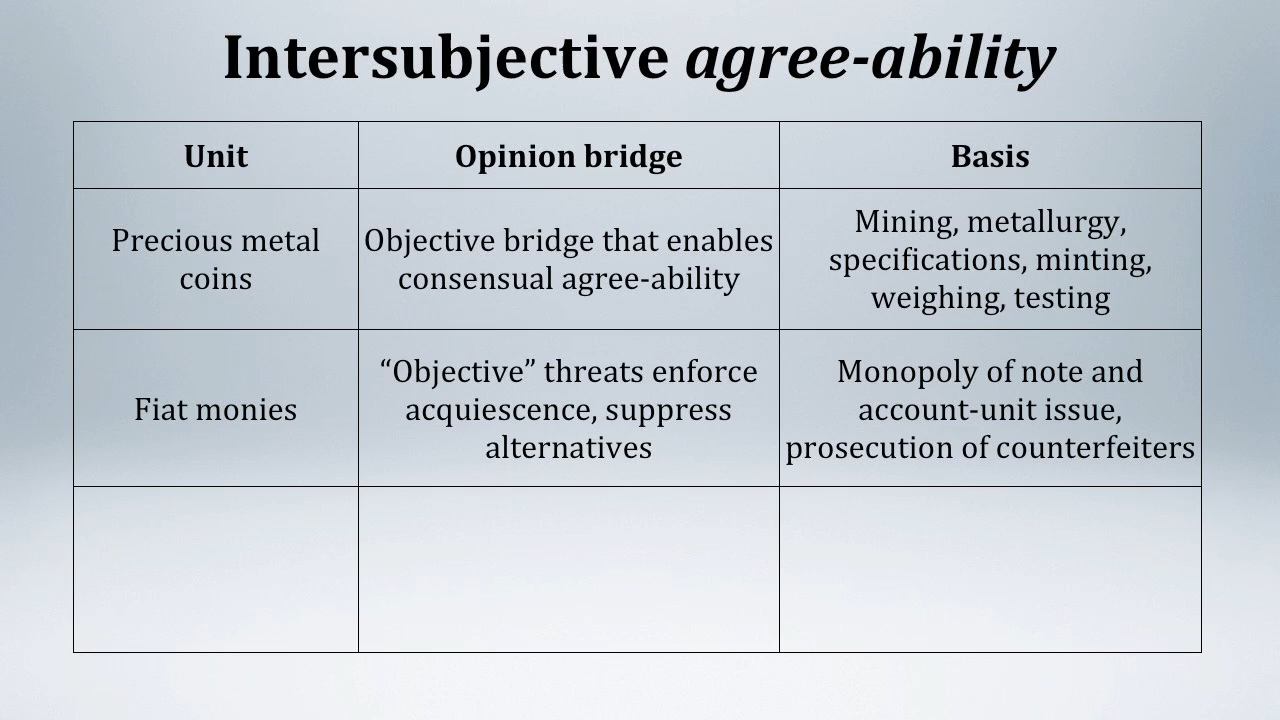 Intersubjective agree-ability
Unit
Opinion bridge
Basis
Precious metal
coins
Objective bridge that enables
consensual agree-ability
Mining, metallurgy,
specifications, minting,
weighing, testing
Fiat monies
“Objective” threats enforce
acquiescence, suppress
alternatives
Monopoly of note and
account-unit issue,
prosecution of counterfeiters